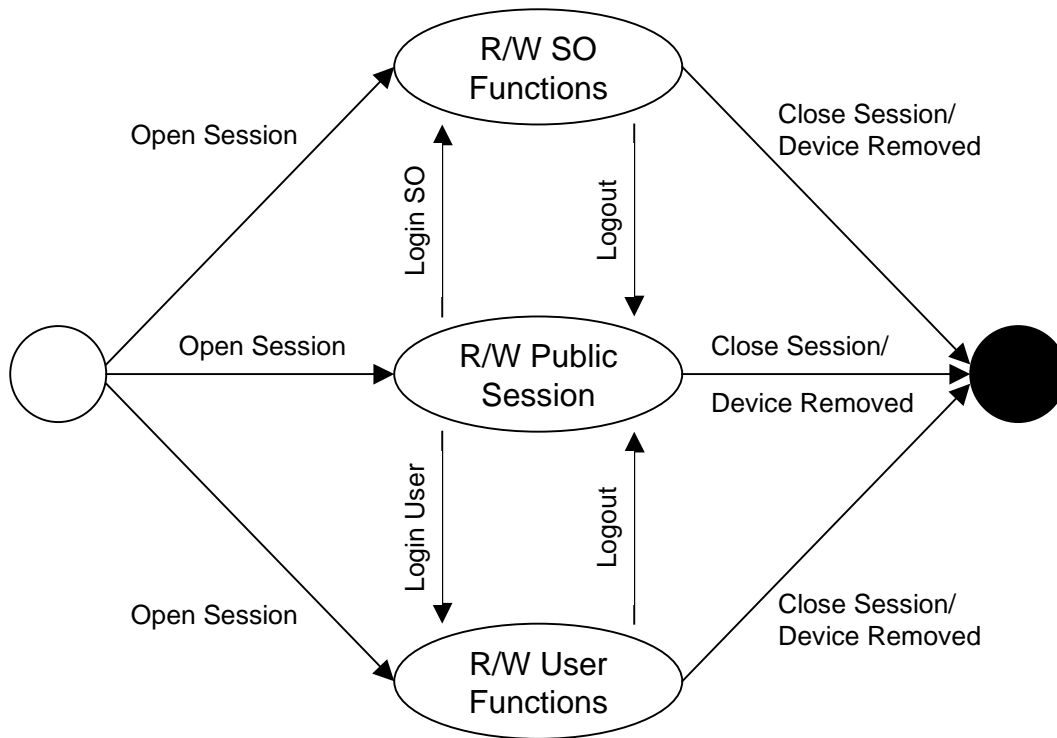 R/W SO
Functions
Open Session
Close Session/
Device Removed
Login SO
Logout
Open Session
R/W Public
Session
Close Session/
Device Removed
Login User
Logout
Open Session
Close Session/
Device Removed
R/W User
Functions